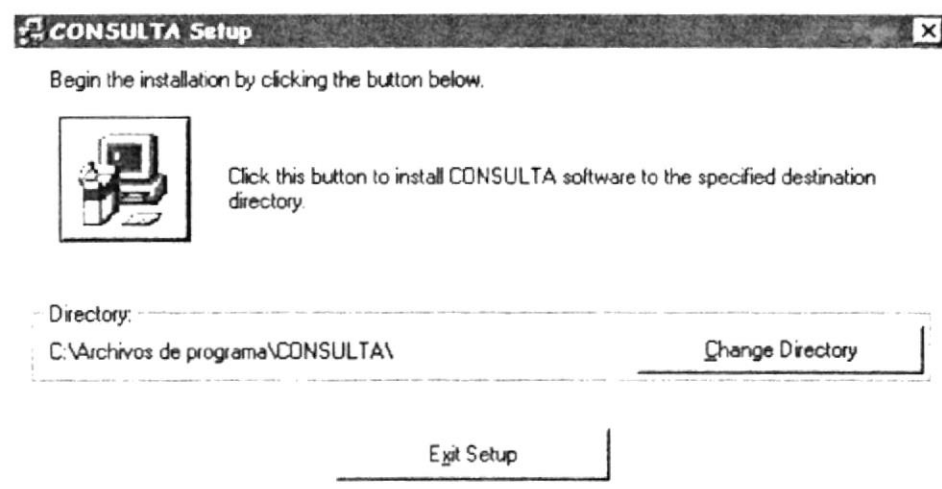 CONSULTA Setup
Begin the installation by clicking the button below.
Click this button to install CONSULTA software to the specified destination
directory.
Directory:
C:\Archivos de programa\CONSULTA\
Change Directory
Exit Setup